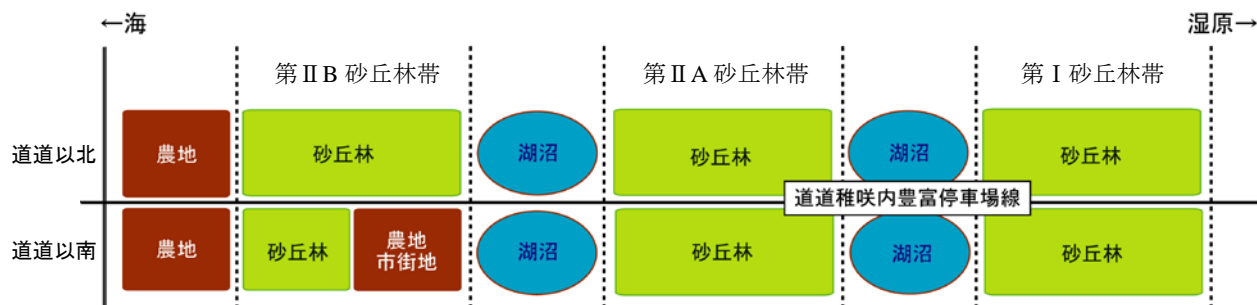 ←海
湿原→
第ⅡB 砂丘林帯
第ⅡA 砂丘林帯
第Ⅰ砂丘林帯
道道以北
農地
砂丘林
湖沼
砂丘林
湖沼
砂丘林
道道稚咲内豊富停車場線
道道以南
農地
砂丘林
農地
市街地
湖沼
砂丘林
湖沼
砂丘林